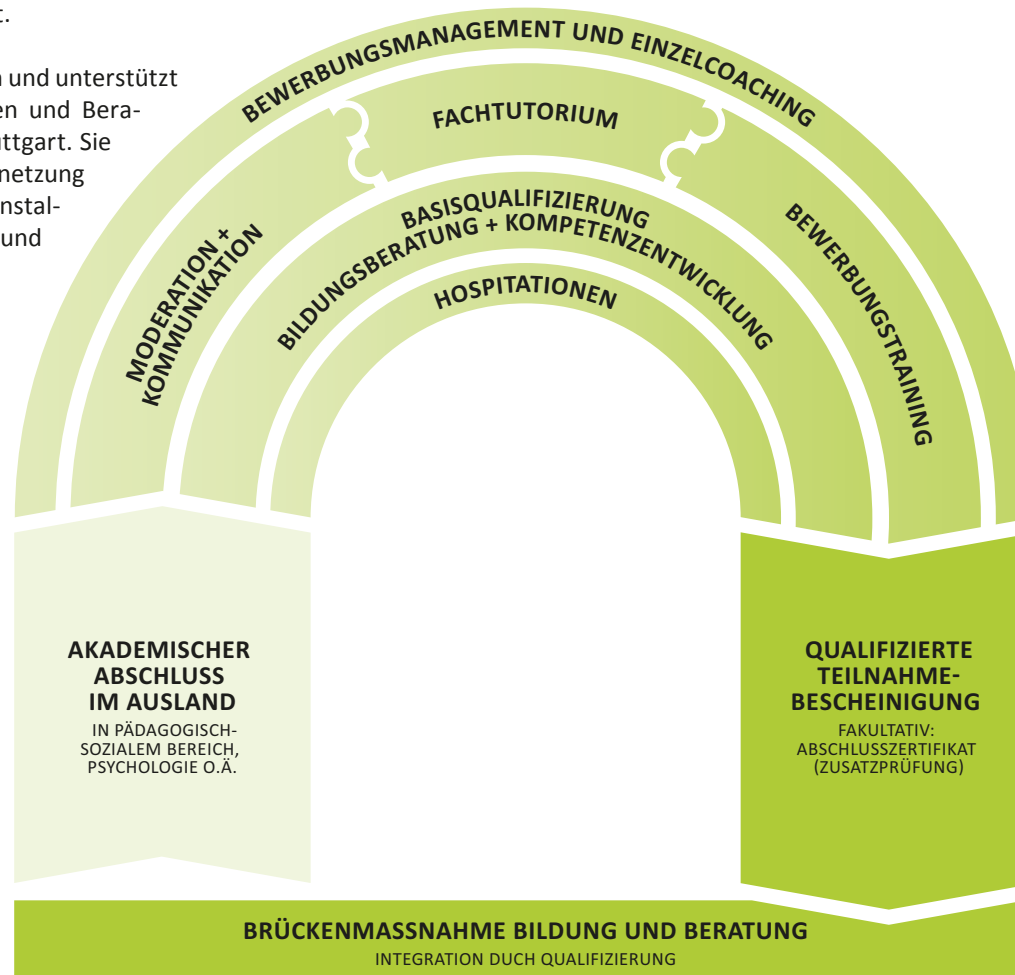 t.
und unterstützt
en und Bera-
uttgart. Sie
netzung
nstal-
und
BEWERBUNGSMANAGEMENT UND EINZELCOACHING
MODERATION +
KOMMUNIKATION
FACHTUTORIUM
BEWERBUNGSTRAINING
BASISQUALIFIZIERUNG
BILDUNGSBERATUNG + KOMPETENZENTWICKLUNG
HOSPITATIONEN
AKADEMISCHER
ABSCHLUSS
IM AUSLAND
IN PÄDAGOGISCH-
SOZIALEM BEREICH,
PSYCHOLOGIE O.Ä.
QUALIFIZIERTE
TEILNAHME-
BESCHEINIGUNG
FAKULTATIV:
ABSCHLUSSZERTIFIKAT
(ZUSATZPRÜFUNG)
BRÜCKENMASSNAHME BILDUNG UND BERATUNG
INTEGRATION DUCH QUALIFIZIERUNG